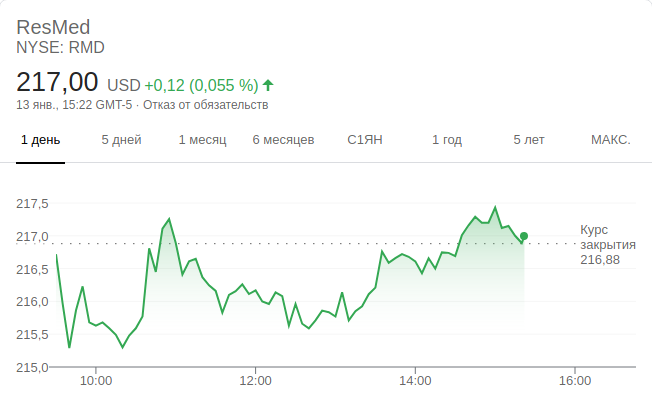 ResMed
NYSE: RMD
217,00 USD +0,12 (0,055 %)
13 янв., 15:22 GMT-5 · Отказ от обязательств
1 день 5 дней 1 месяц 6 месяцев С1ЯН 1 год 5 лет МАКС.
217,5
217,0
216,5
216,0
215,5
215,0
Курс
закрытия
216,88
10:00 12:00 14:00 16:00